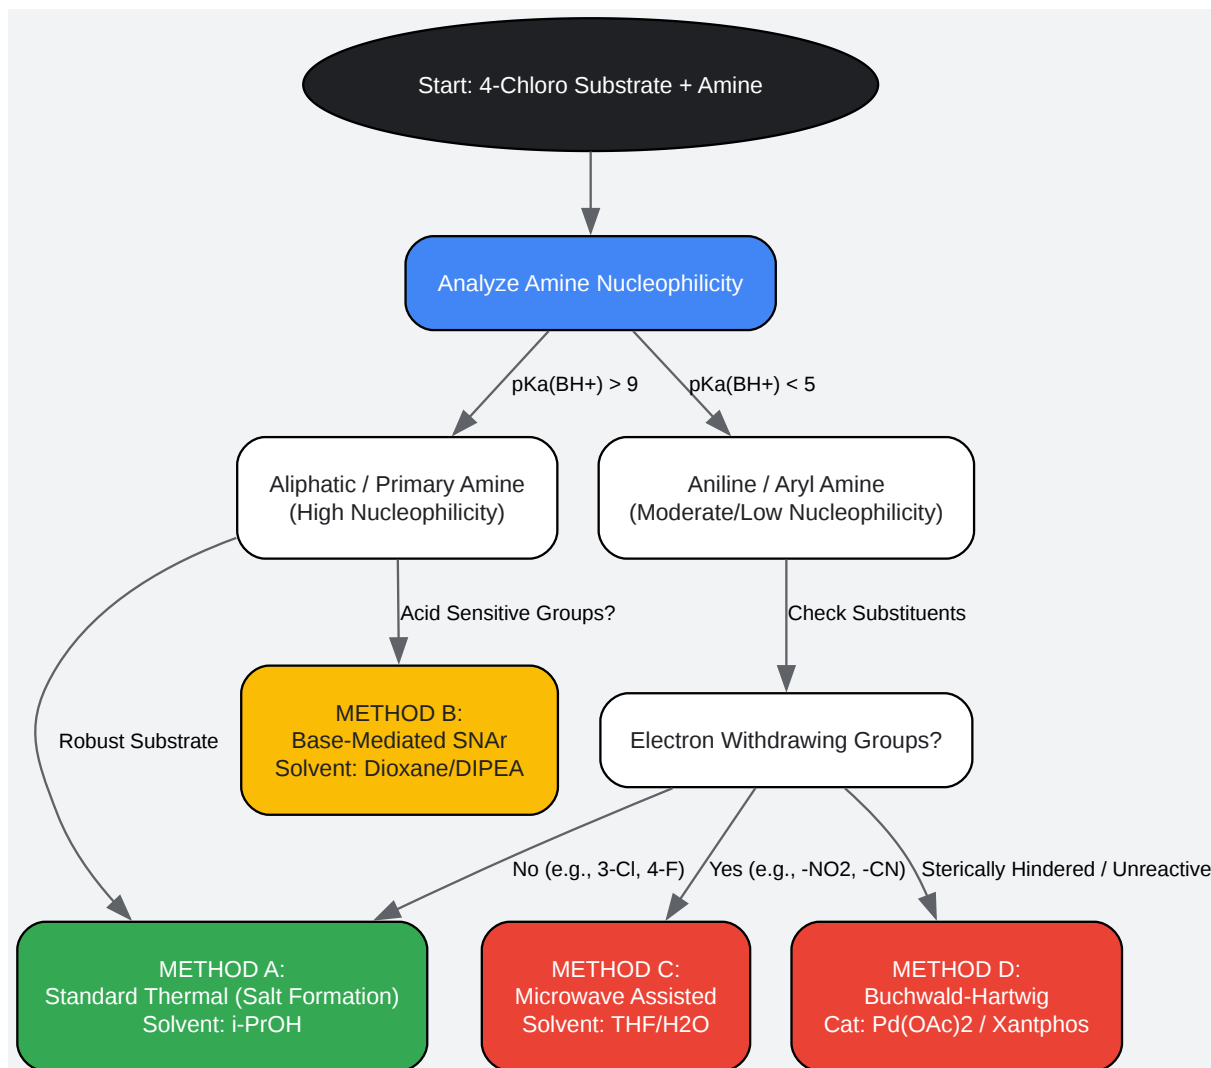 Start: 4-Chloro Substrate + Amine
Analyze Amine Nucleophilicity
pKa(BH+) > 9
pKa(BH+) < 5
Aliphatic / Primary Amine
(High Nucleophilicity)
Aniline / Aryl Amine
(Moderate/Low Nucleophilicity)
Acid Sensitive Groups?
Check Substituents
METHOD B:
Base-Mediated SNAr
Solvent: Dioxane/DIPEA
Robust Substrate
Electron Withdrawing Groups?
No (e.g., 3-Cl, 4-F)
Yes (e.g., -NO2, -CN)
Sterically Hindered / Unreactive
METHOD A:
Standard Thermal (Salt Formation)
Solvent: i-PrOH
METHOD C:
Microwave Assisted
Solvent: THF/H2O
METHOD D:
Buchwald-Hartwig
Cat: Pd(OAc)2 / Xantphos